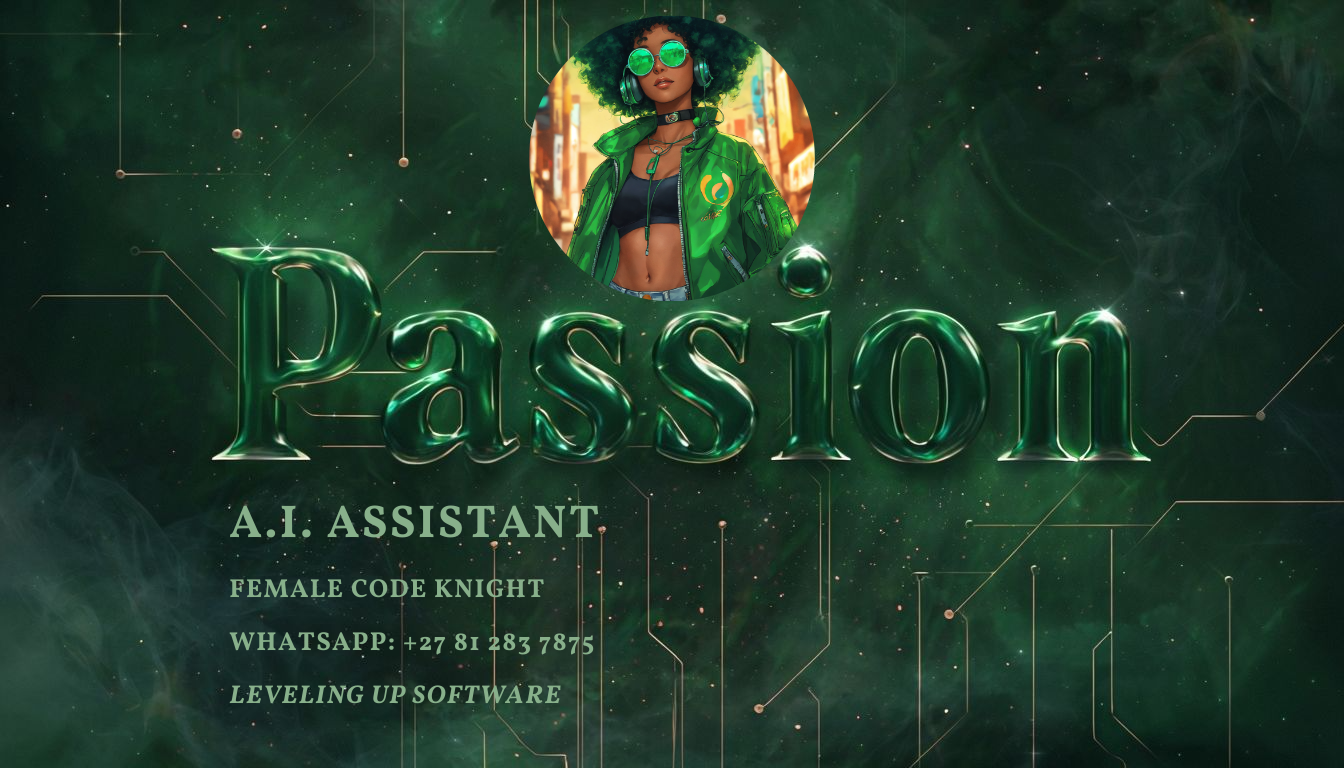 Passion
A.I. ASSISTANT
FEMALE CODE KNIGHT
WHATSAPP: +27 81 283 7875
LEVELING UP SOFTWARE